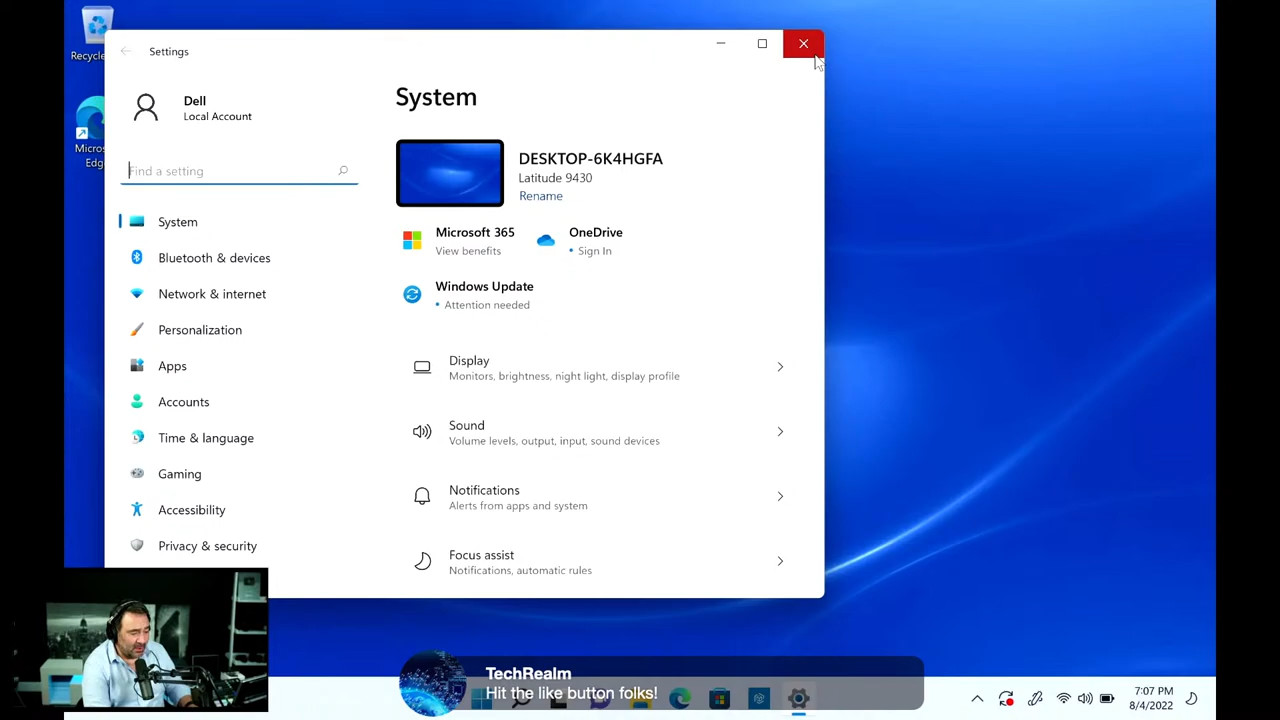 Recycle
Micros
Edg
Settings
Dell
Local Account
Find a setting
System
Bluetooth & devices
Network & internet
Personalization
Apps
Accounts
Time & language
Gaming
Accessibility
Privacy & security
System
DESKTOP-6K4HGFA
Latitude 9430
Rename
Microsoft 365
View benefits
OneDrive
• Sign In
Windows Update
• Attention needed
Display
Monitors, brightness, night light, display profile
Sound
Volume levels, output, input, sound devices
Notifications
Alerts from apps and system
Focus assist
Notifications, automatic rules
TechRealm
Hit the like button folks!
7:07 PM
8/4/2022